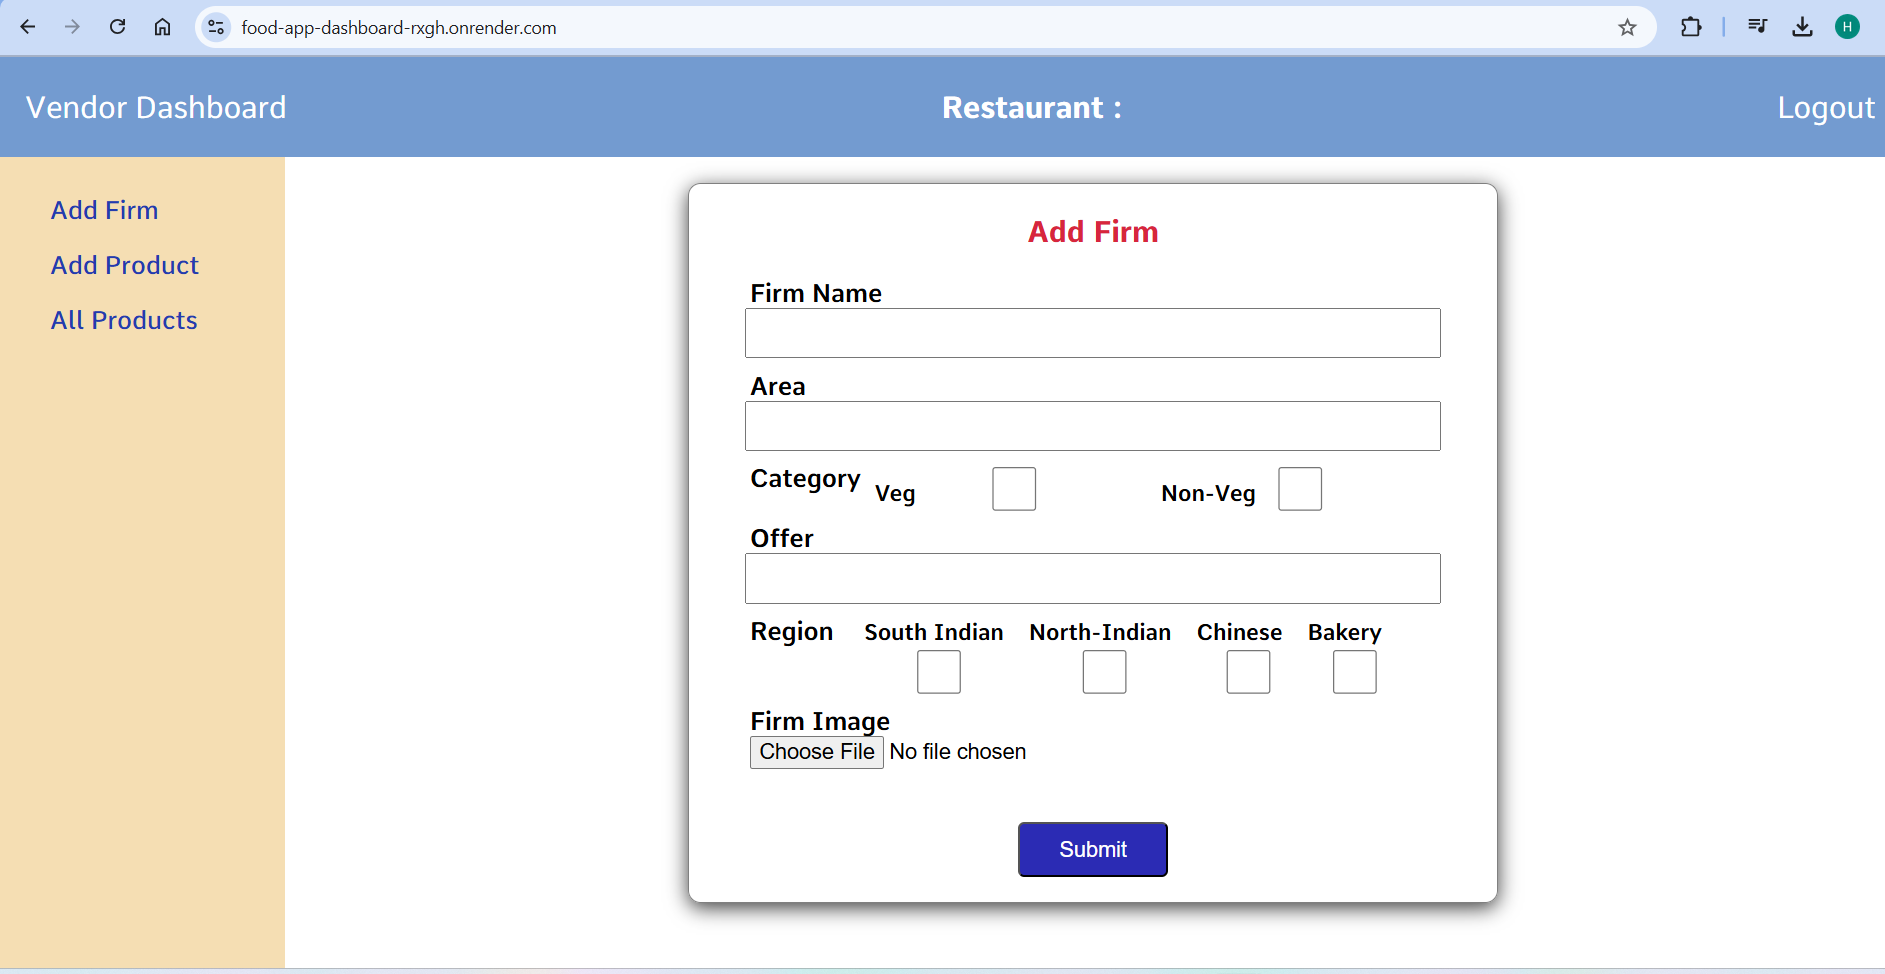 food-app-dashboard-rxgh.onrender.com
H
Vendor Dashboard
Restaurant :
Logout
Add Firm
Add Product
All Products
Add Firm
Firm Name
Area
Category Veg Non-Veg
Offer
Region South Indian North-Indian Chinese Bakery
Firm Image
Choose File No file chosen
Submit